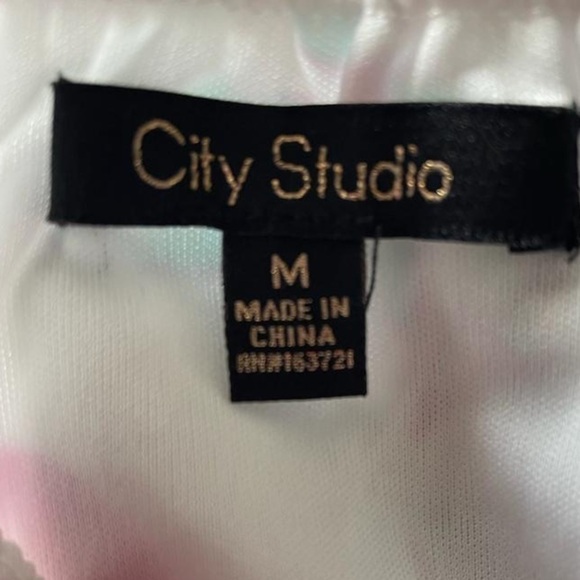 City Studio
M
MADE IN
CHINA
RN#163721